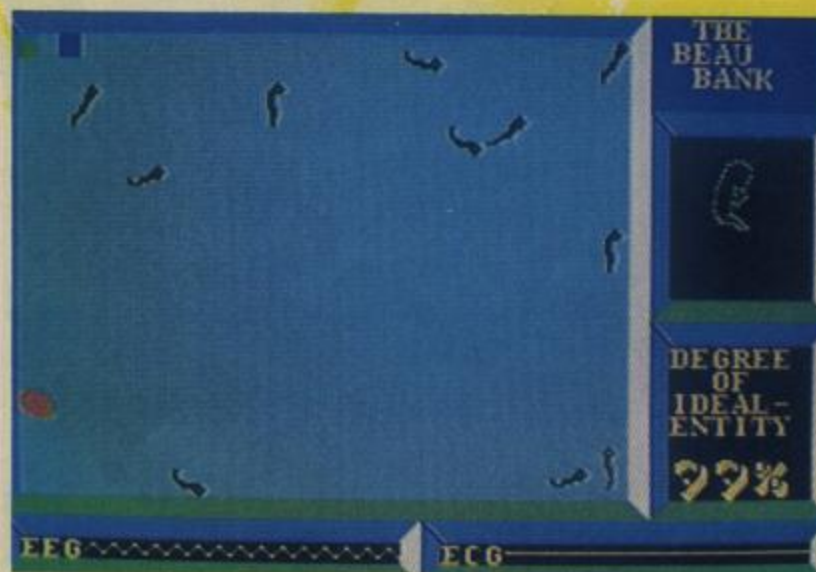 THE
BEAU
BANK
DEGREE
OF
IDEAL-
ENTITY
99%
EEG
ECG